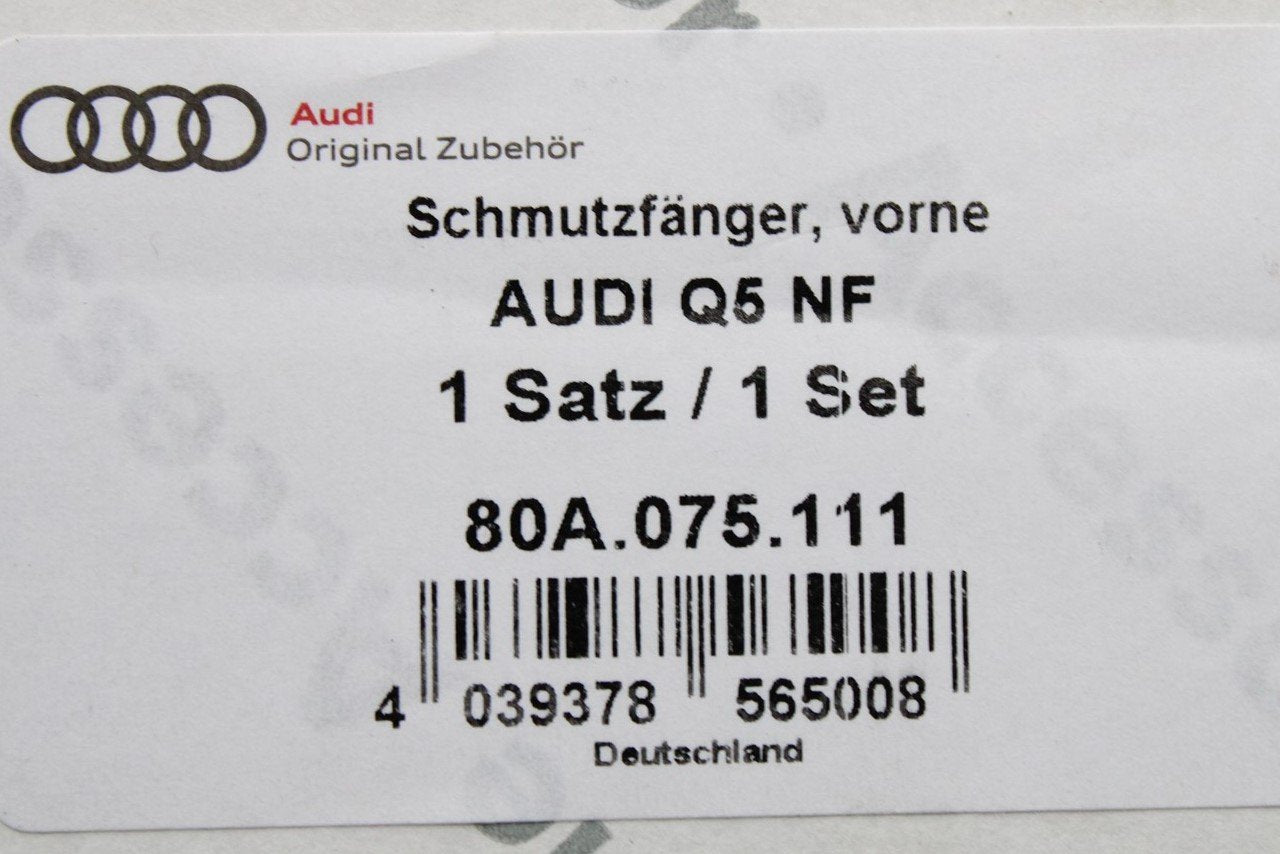 Audi
Original Zubehör
Schmutzfänger, vorne
AUDI Q5 NF
1 Satz / 1 Set
80A.075.111
4 039378 565008
Deutschland